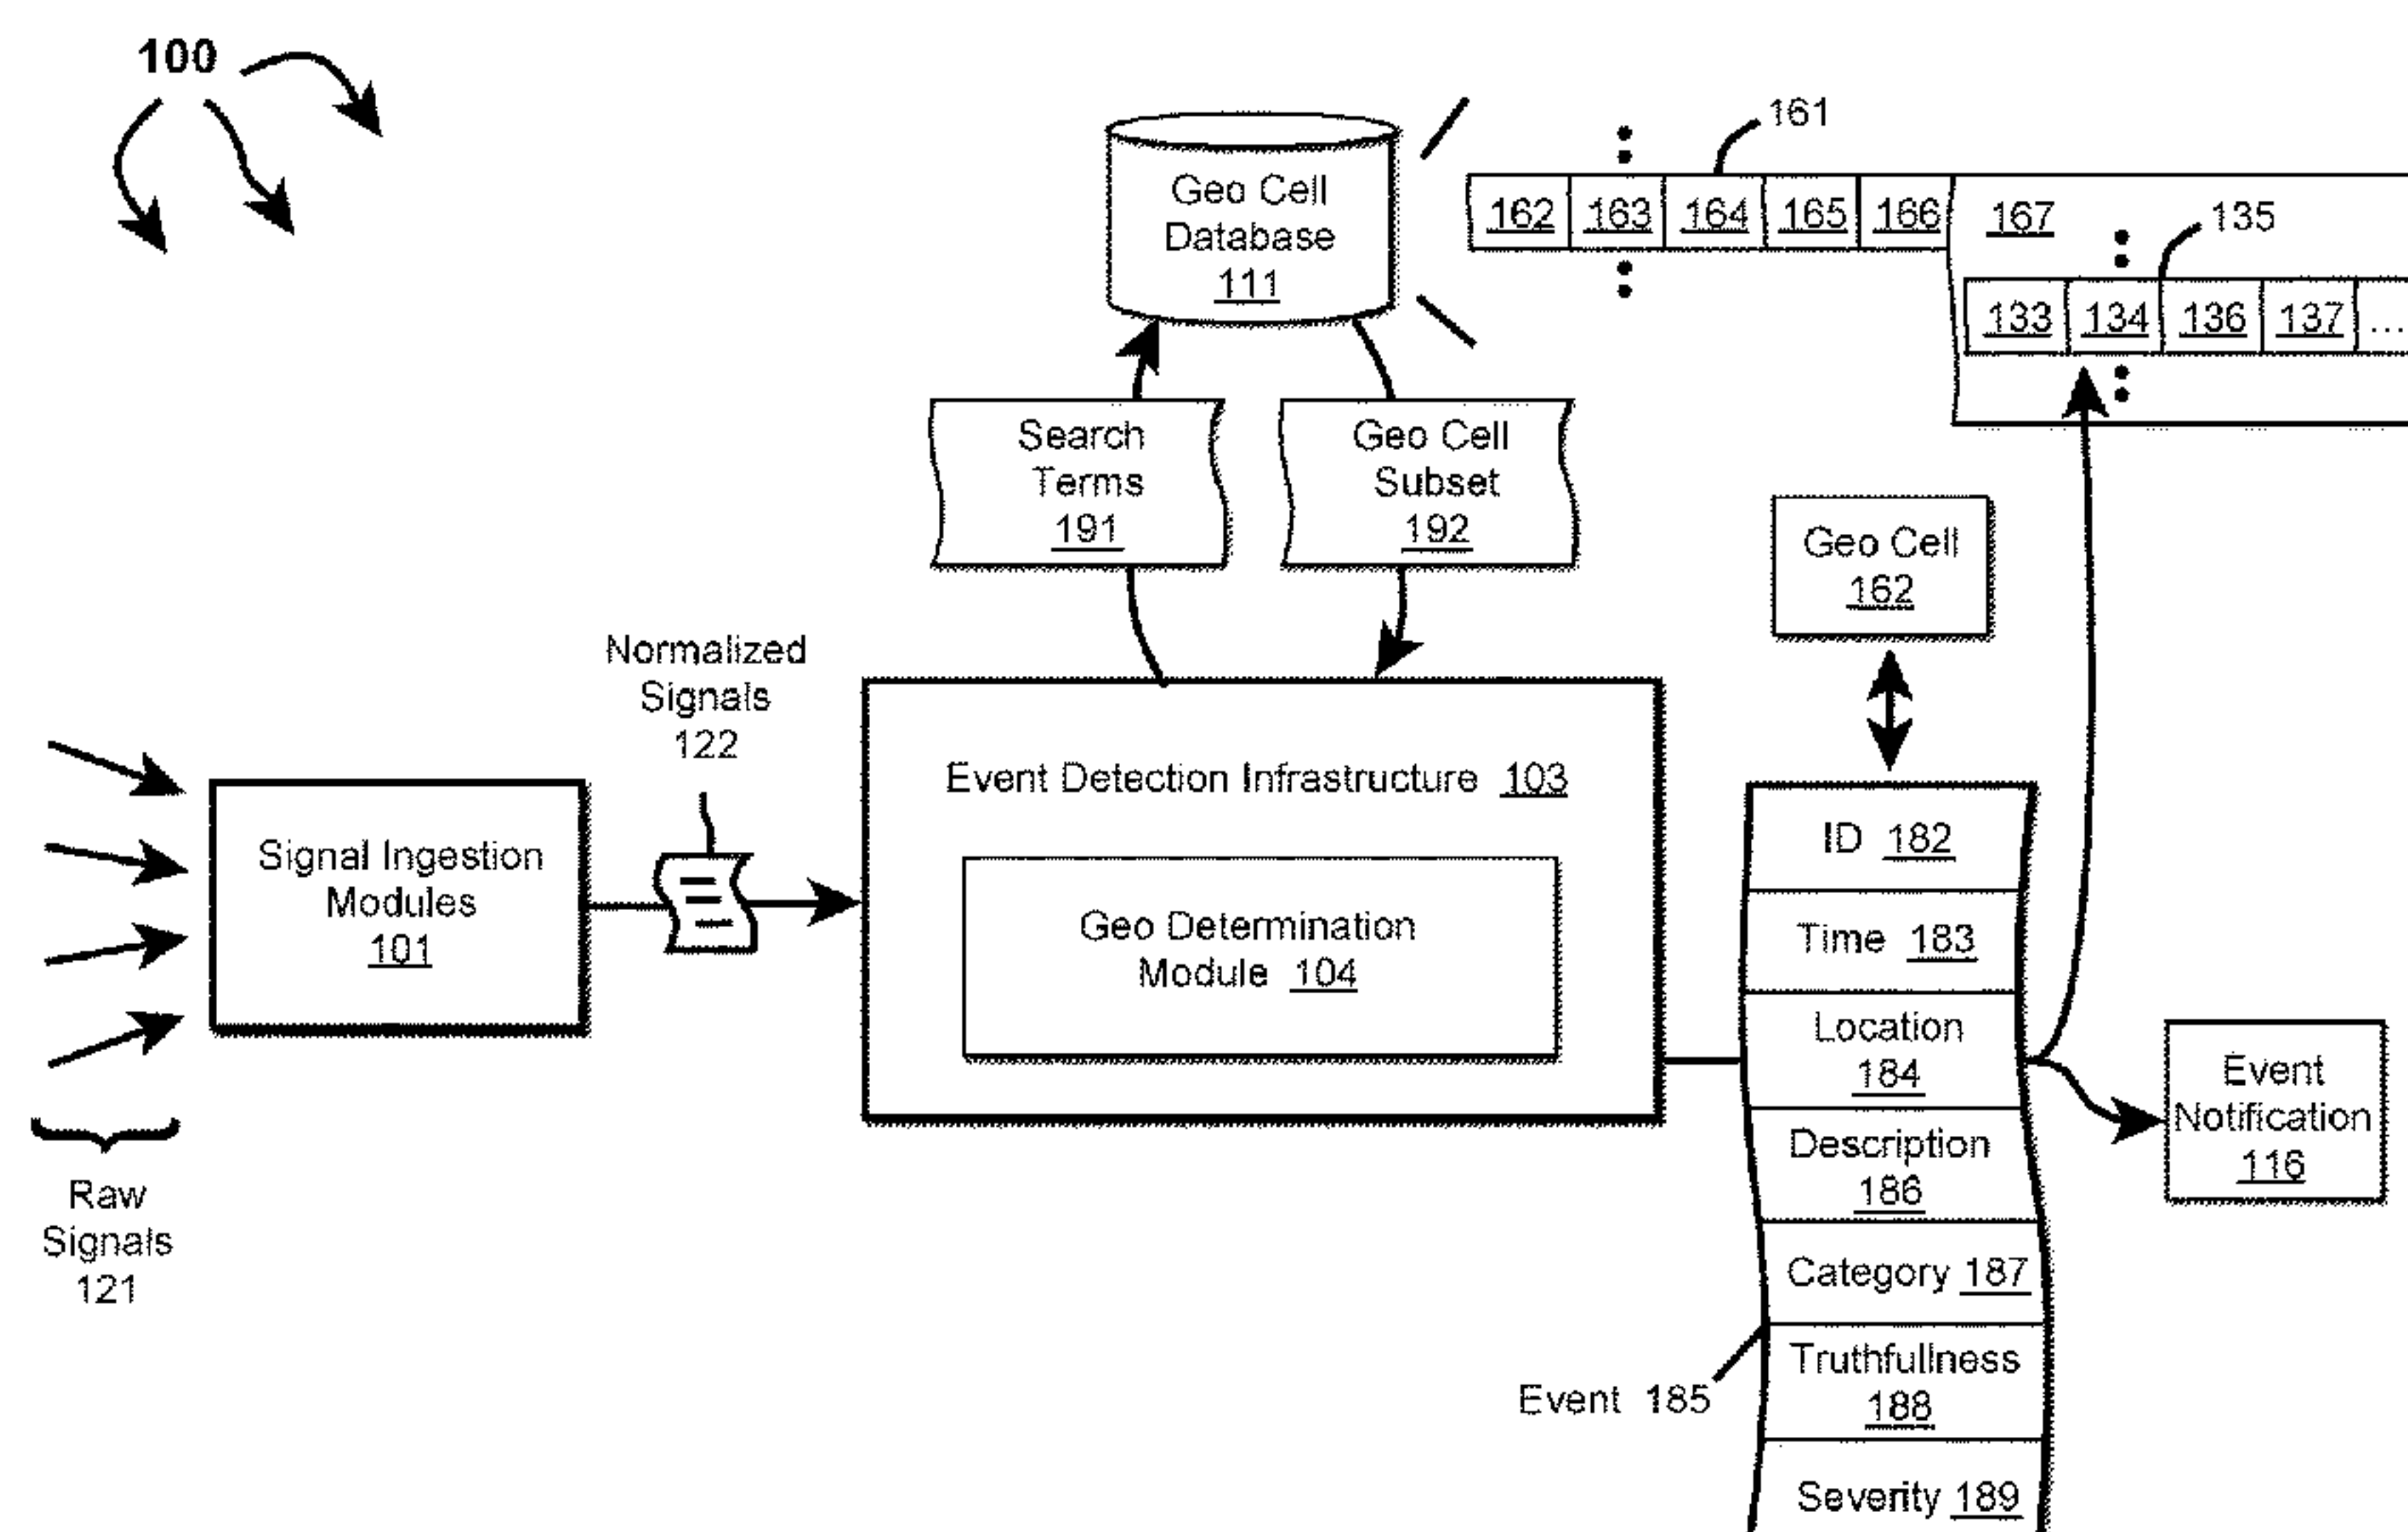 100
161
Geo Cell
Database
111
162 163 164 165 166 167
135
133 134 136 137 ...
Search
Terms
191
Geo Cell
Subset
192
Geo Cell
162
Normalized
Signals
122
Event Detection Infrastructure 103
Signal Ingestion
Modules
101
Geo Determination
Module 104
ID 182
Time 183
Location
184
Description
186
Category 187
Truthfullness
188
Severity 189
Event 185
Event
Notification
116
Raw
Signals
121